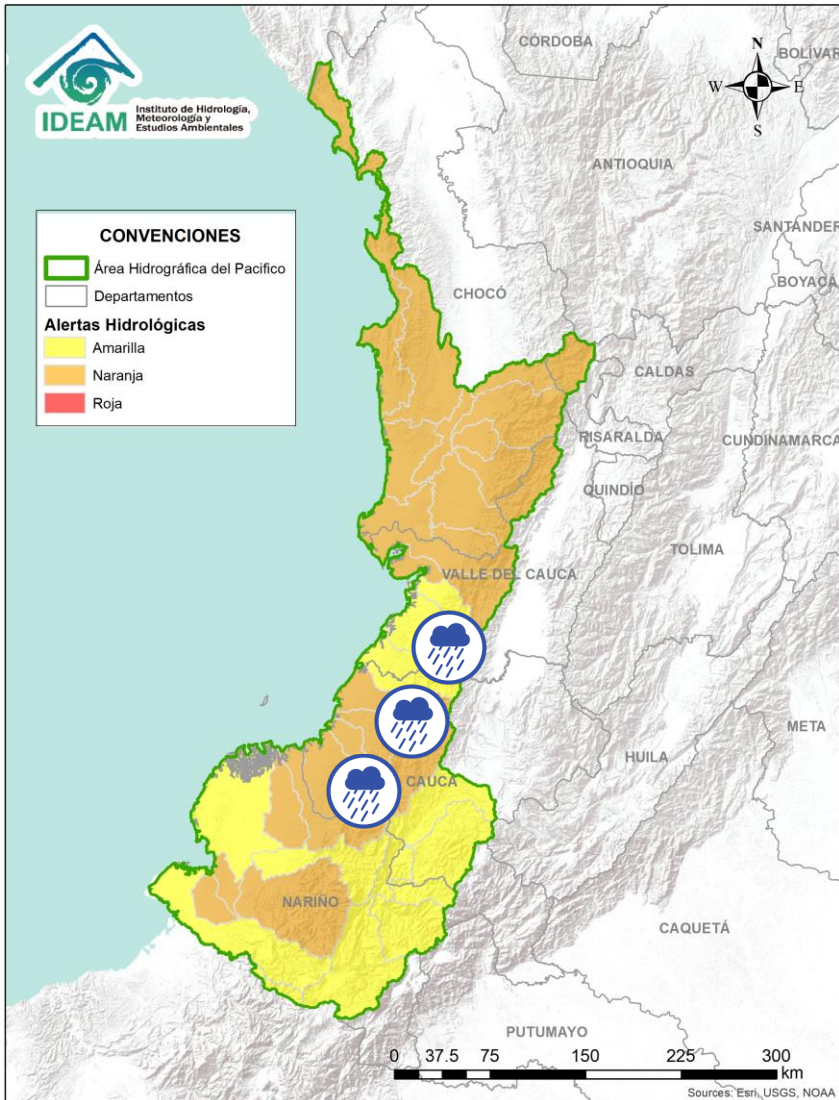 IDEAM
Instituto de Hidrología,
Meteorología y
Estudios Ambientales
CONVENCIONES
Área Hidrográfica del Pacifico
Departamentos
Alertas Hidrológicas
Amarilla
Naranja
Roja
N
W
E
S
CÓRDOBA
BOLÍVAR
ANTIOQUIA
SANTANDER
BOYACÁ
CHOCÓ
CALDAS
RISARALDA
CUNDINAMARCA
QUINDÍO
TOLIMA
VALLE DEL CAUCA
META
HUILA
CAUCA
NARIÑO
CAQUETÁ
PUTUMAYO
0 37.5 75 150 225 300
km
Sources: Esri, USGS, NOAA